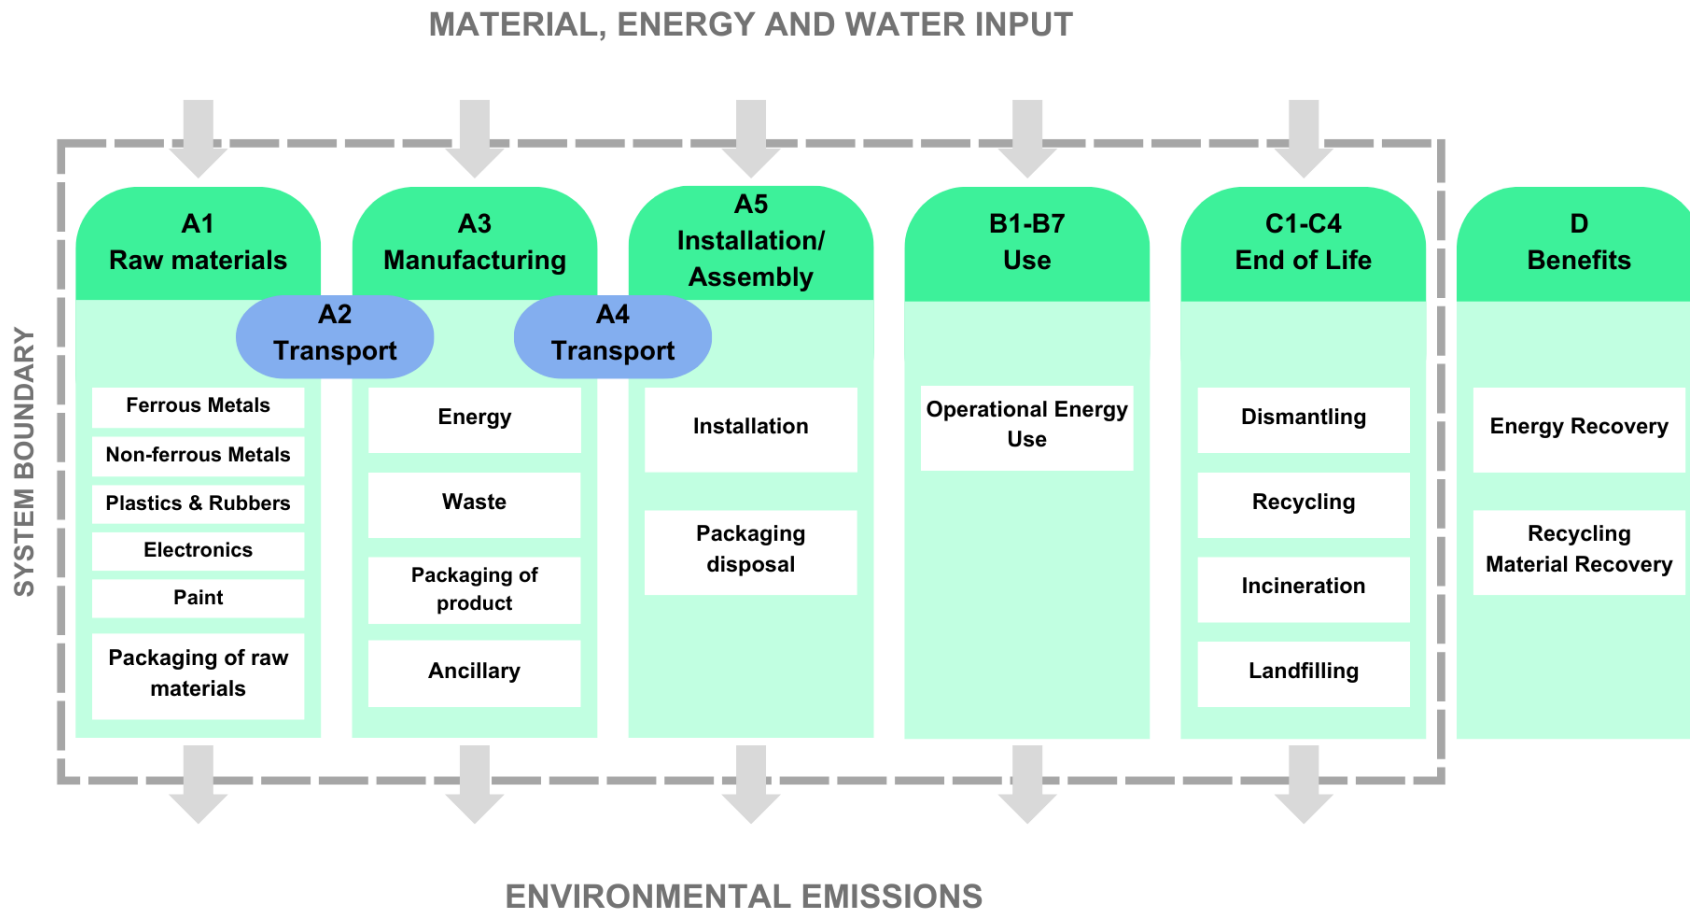 MATERIAL, ENERGY AND WATER INPUT
SYSTEM BOUNDARY
A1
Raw materials
A2
Transport
Ferrous Metals
Non-ferrous Metals
Plastics & Rubbers
Electronics
Paint
Packaging of raw
materials
A3
Manufacturing
A4
Transport
Energy
Waste
Packaging of
product
Ancillary
A5
Installation/
Assembly
Installation
Packaging
disposal
B1-B7
Use
Operational Energy
Use
C1-C4
End of Life
Dismantling
Recycling
Incineration
Landfilling
D
Benefits
Energy Recovery
Recycling
Material Recovery
ENVIRONMENTAL EMISSIONS